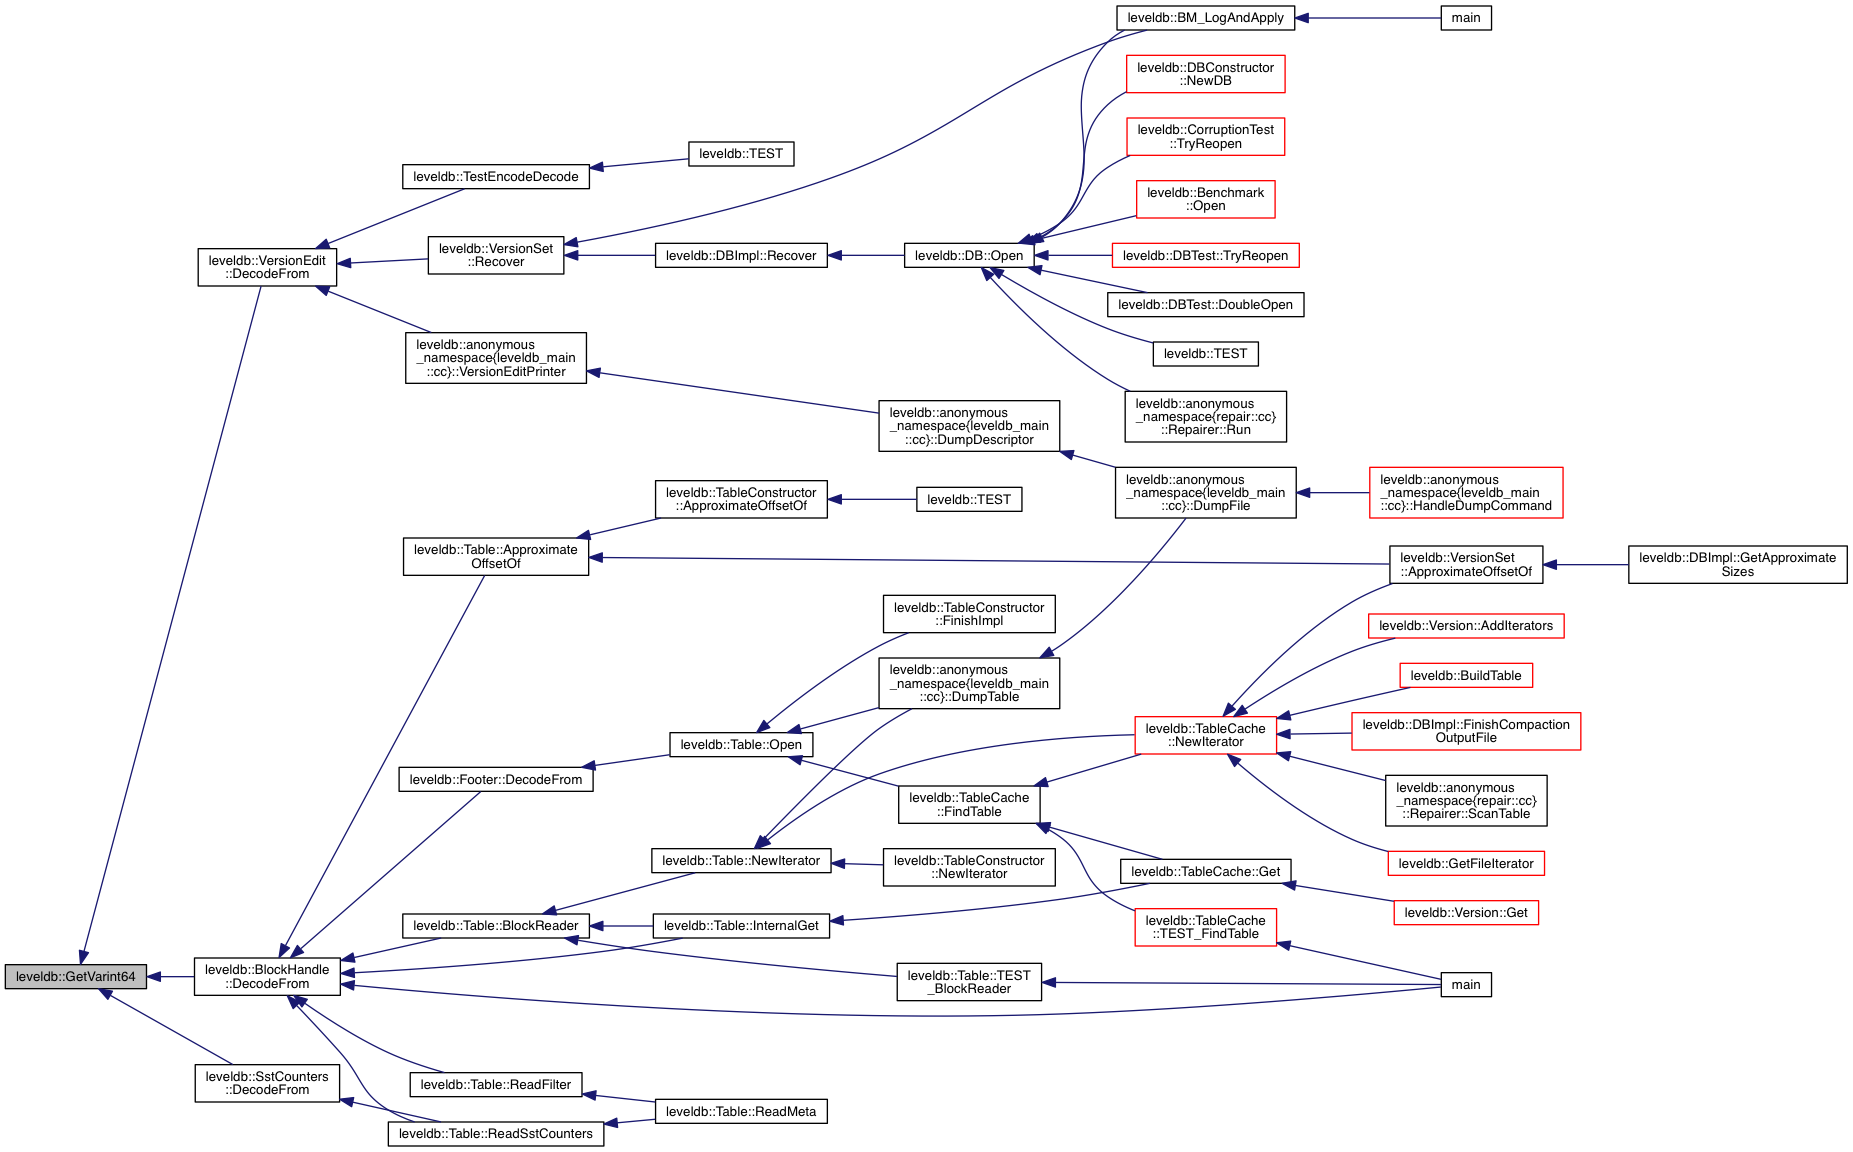 leveldb::BM_LogAndApply
main
leveldb::DBConstructor
::NewDB
leveldb::CorruptionTest
::TryReopen
leveldb::TEST
leveldb::TestEncodeDecode
leveldb::Benchmark
::Open
leveldb::VersionEdit
::DecodeFrom
leveldb::VersionSet
::Recover
leveldb::DBImpl::Recover
leveldb::DB::Open
leveldb::DBTest::TryReopen
leveldb::DBTest::DoubleOpen
leveldb::anonymous
_namespace{leveldb_main
::cc}::VersionEditPrinter
leveldb::TEST
leveldb::anonymous
_namespace{repair::cc}
::Repairer::Run
leveldb::anonymous
_namespace{leveldb_main
::cc}::DumpDescriptor
leveldb::TableConstructor
::ApproximateOffsetOf
leveldb::TEST
leveldb::anonymous
_namespace{leveldb_main
::cc}::DumpFile
leveldb::anonymous
_namespace{leveldb_main
::cc}::HandleDumpCommand
leveldb::Table::Approximate
OffsetOf
leveldb::VersionSet
::ApproximateOffsetOf
leveldb::DBImpl::GetApproximate
Sizes
leveldb::TableConstructor
::FinishImpl
leveldb::Version::AddIterators
leveldb::anonymous
_namespace{leveldb_main
::cc}::DumpTable
leveldb::BuildTable
leveldb::Table::Open
leveldb::TableCache
::NewIterator
leveldb::DBImpl::FinishCompaction
OutputFile
leveldb::Footer::DecodeFrom
leveldb::TableCache
::FindTable
leveldb::anonymous
_namespace{repair::cc}
::Repairer::ScanTable
leveldb::Table::NewIterator
leveldb::TableConstructor
::NewIterator
leveldb::TableCache::Get
leveldb::GetFileIterator
leveldb::Table::BlockReader
leveldb::Table::InternalGet
leveldb::TableCache
::TEST_FindTable
leveldb::Version::Get
leveldb::GetVarint64
leveldb::BlockHandle
::DecodeFrom
leveldb::Table::TEST
_BlockReader
main
leveldb::SstCounters
::DecodeFrom
leveldb::Table::ReadFilter
leveldb::Table::ReadMeta
leveldb::Table::ReadSstCounters